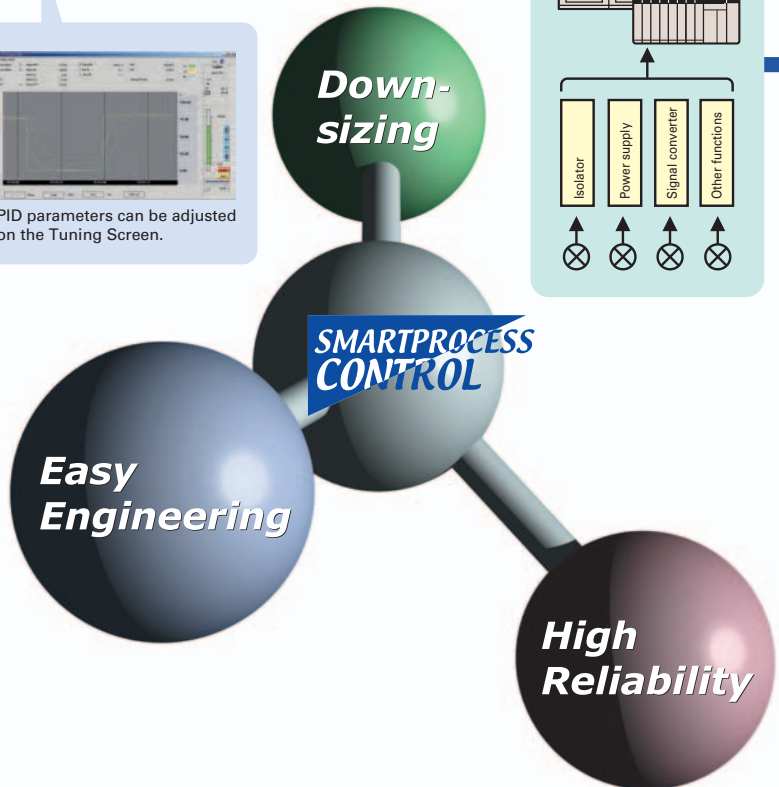 PID parameters can be adjusted
on the Tuning Screen.
Down-
sizing
Isolator
Power supply
Signal converter
Other functions
SMARTPROCESS
CONTROL
Easy
Engineering
High
Reliability